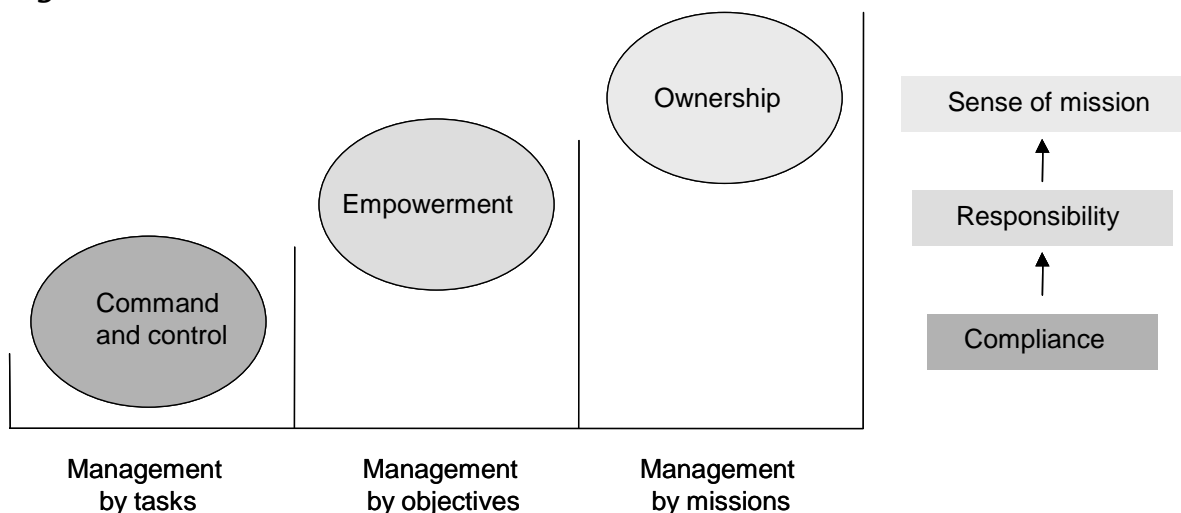 Ownership
Sense of mission
Empowerment
Responsibility
Command
and control
Compliance
Management
by tasks
Management
by objectives
Management
by missions